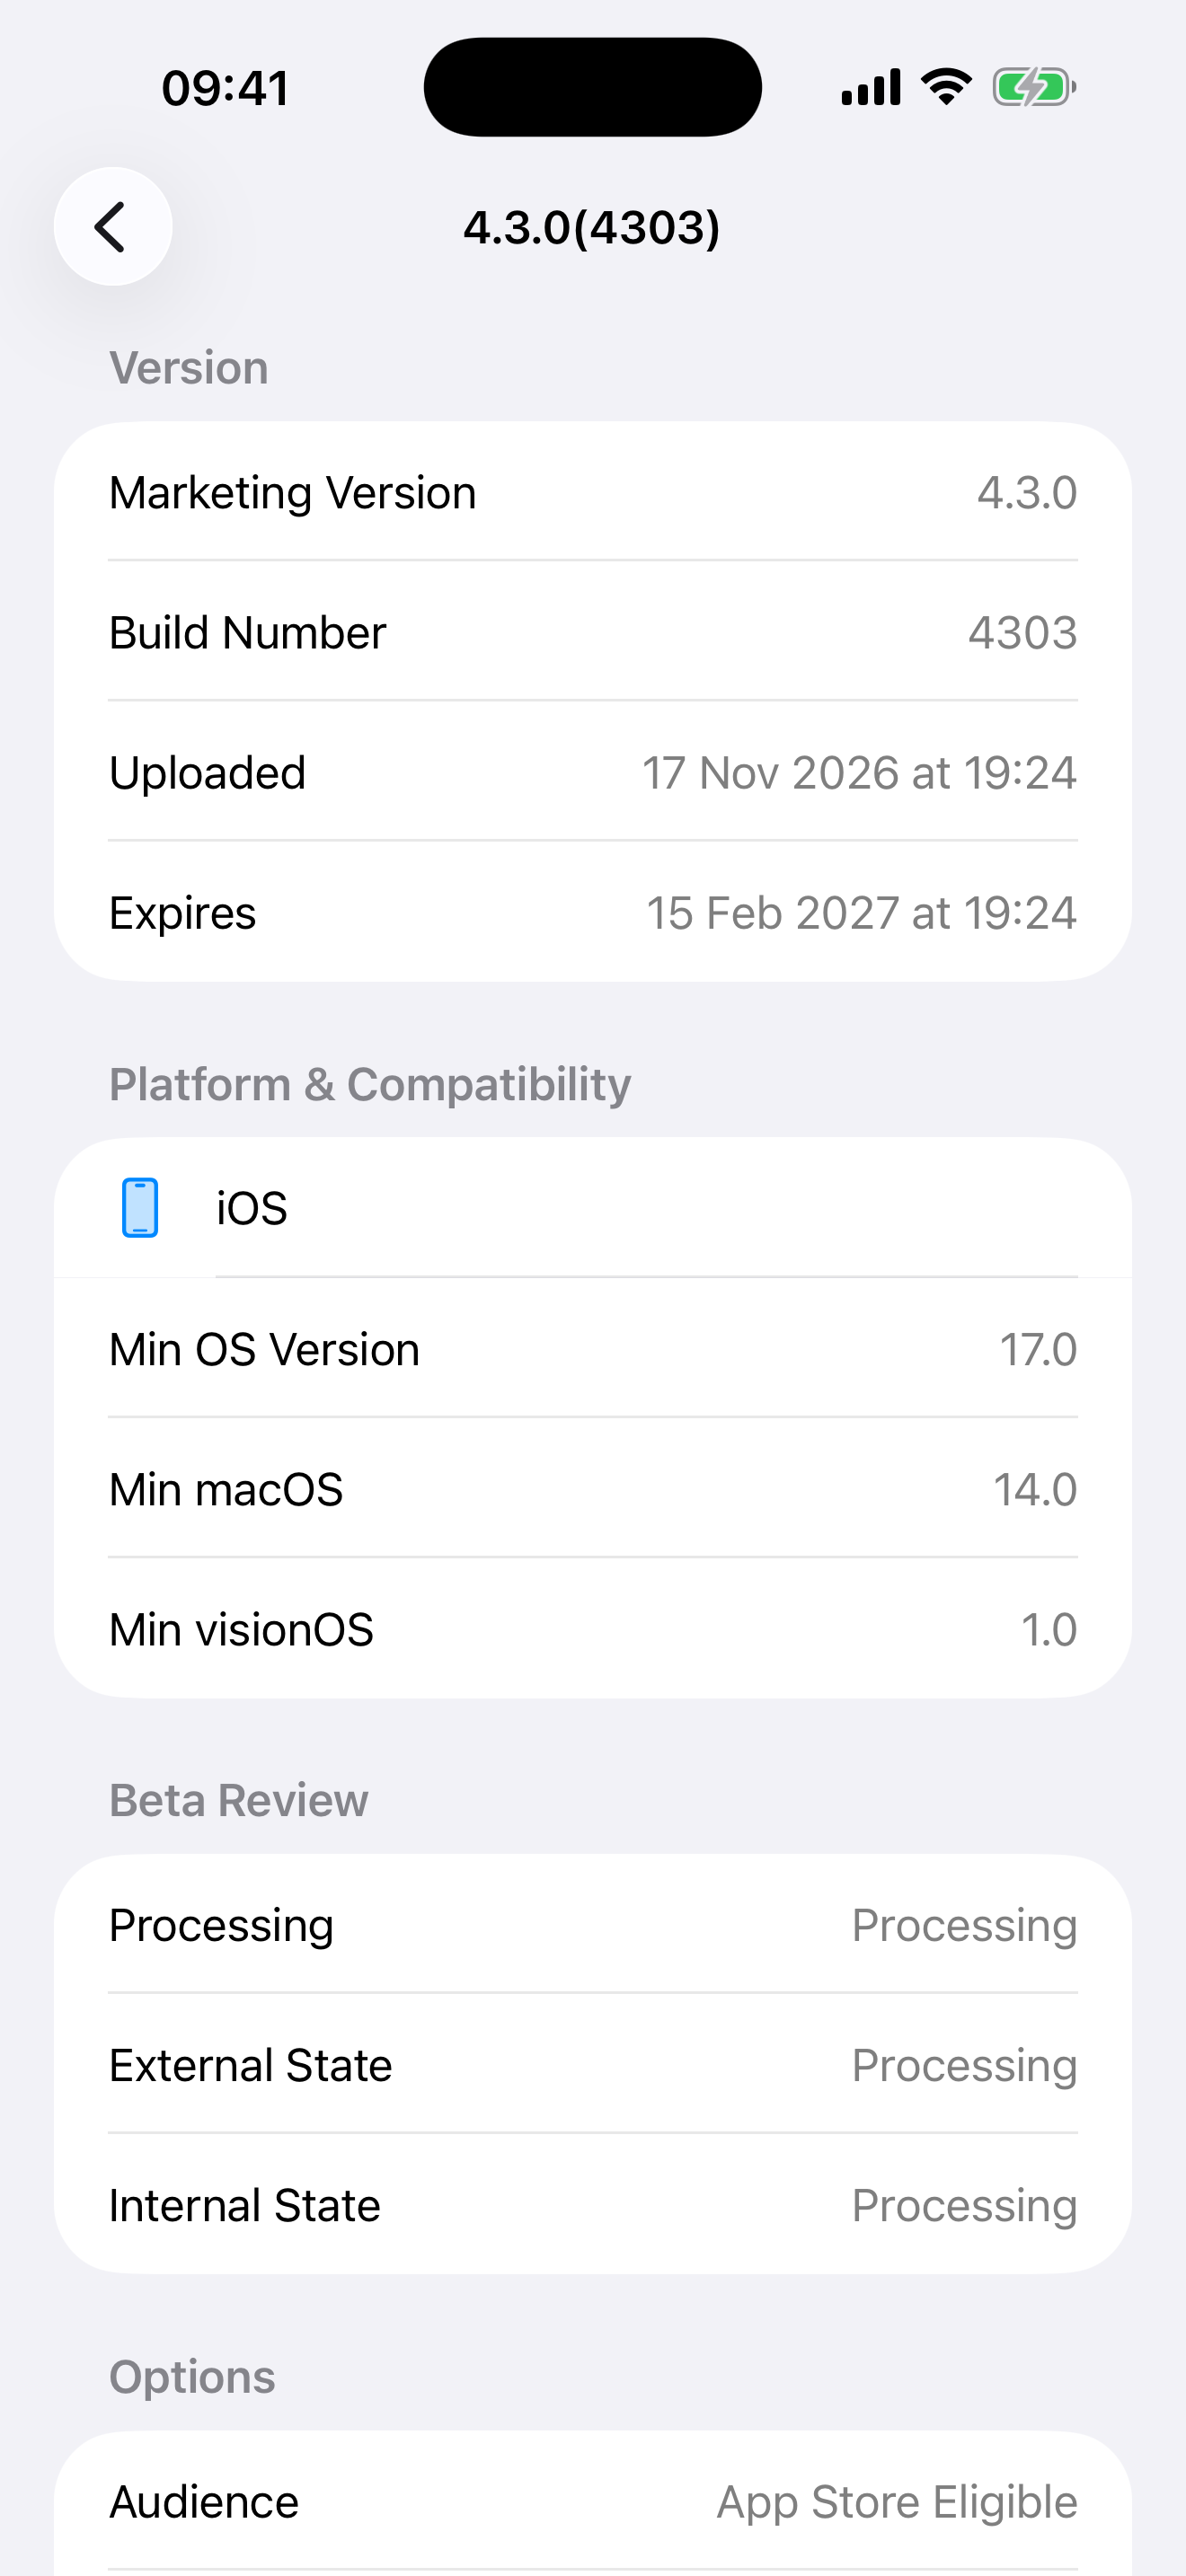 09:41
4.3.0(4303)
Version
Marketing Version 4.3.0
Build Number 4303
Uploaded 17 Nov 2026 at 19:24
Expires 15 Feb 2027 at 19:24
Platform & Compatibility
iOS
Min OS Version 17.0
Min macOS 14.0
Min visionOS 1.0
Beta Review
Processing Processing
External State Processing
Internal State Processing
Options
Audience App Store Eligible